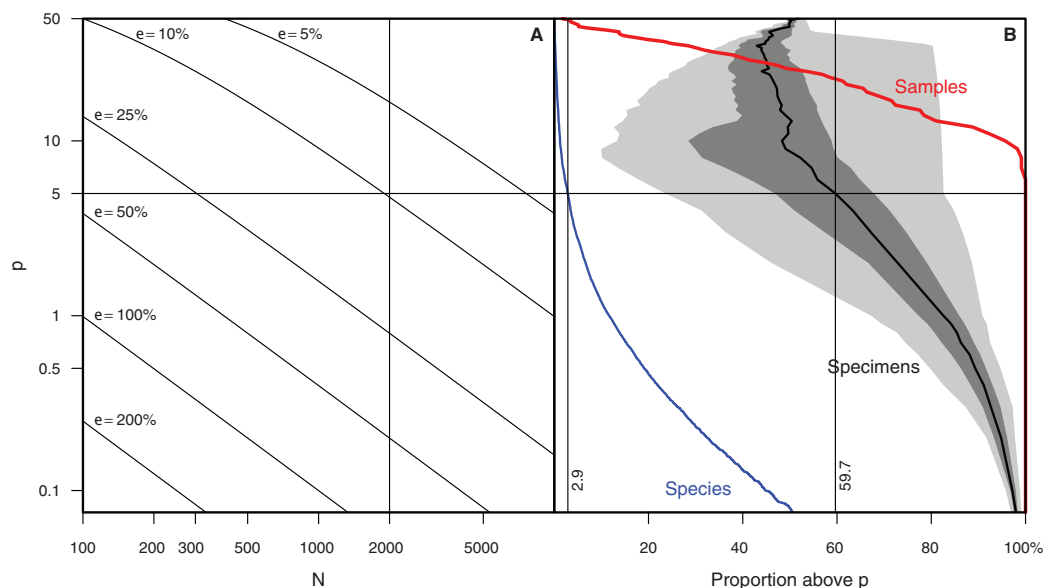 50
10
5
1
0.5
0.1
p
A
e = 10%
e = 5%
e = 25%
e = 50%
e = 100%
e = 200%
100
200
300
500
1000
2000
5000
N
B
Samples
Specimens
Species
2.9
59.7
20
40
60
80
100%
Proportion above p